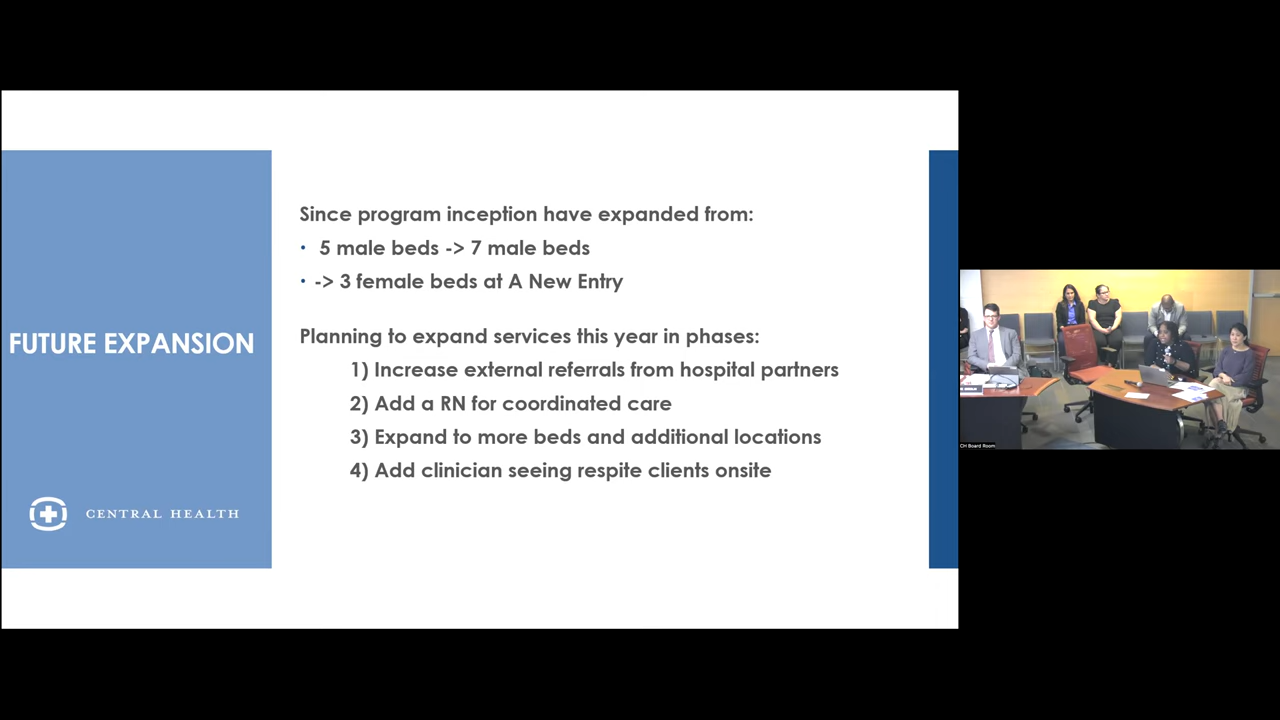 FUTURE EXPANSION
CENTRAL HEALTH
Since program inception have expanded from:
• 5 male beds -> 7 male beds
• -> 3 female beds at A New Entry
Planning to expand services this year in phases:
1) Increase external referrals from hospital partners
2) Add a RN for coordinated care
3) Expand to more beds and additional locations
4) Add clinician seeing respite clients onsite
CH Board Room